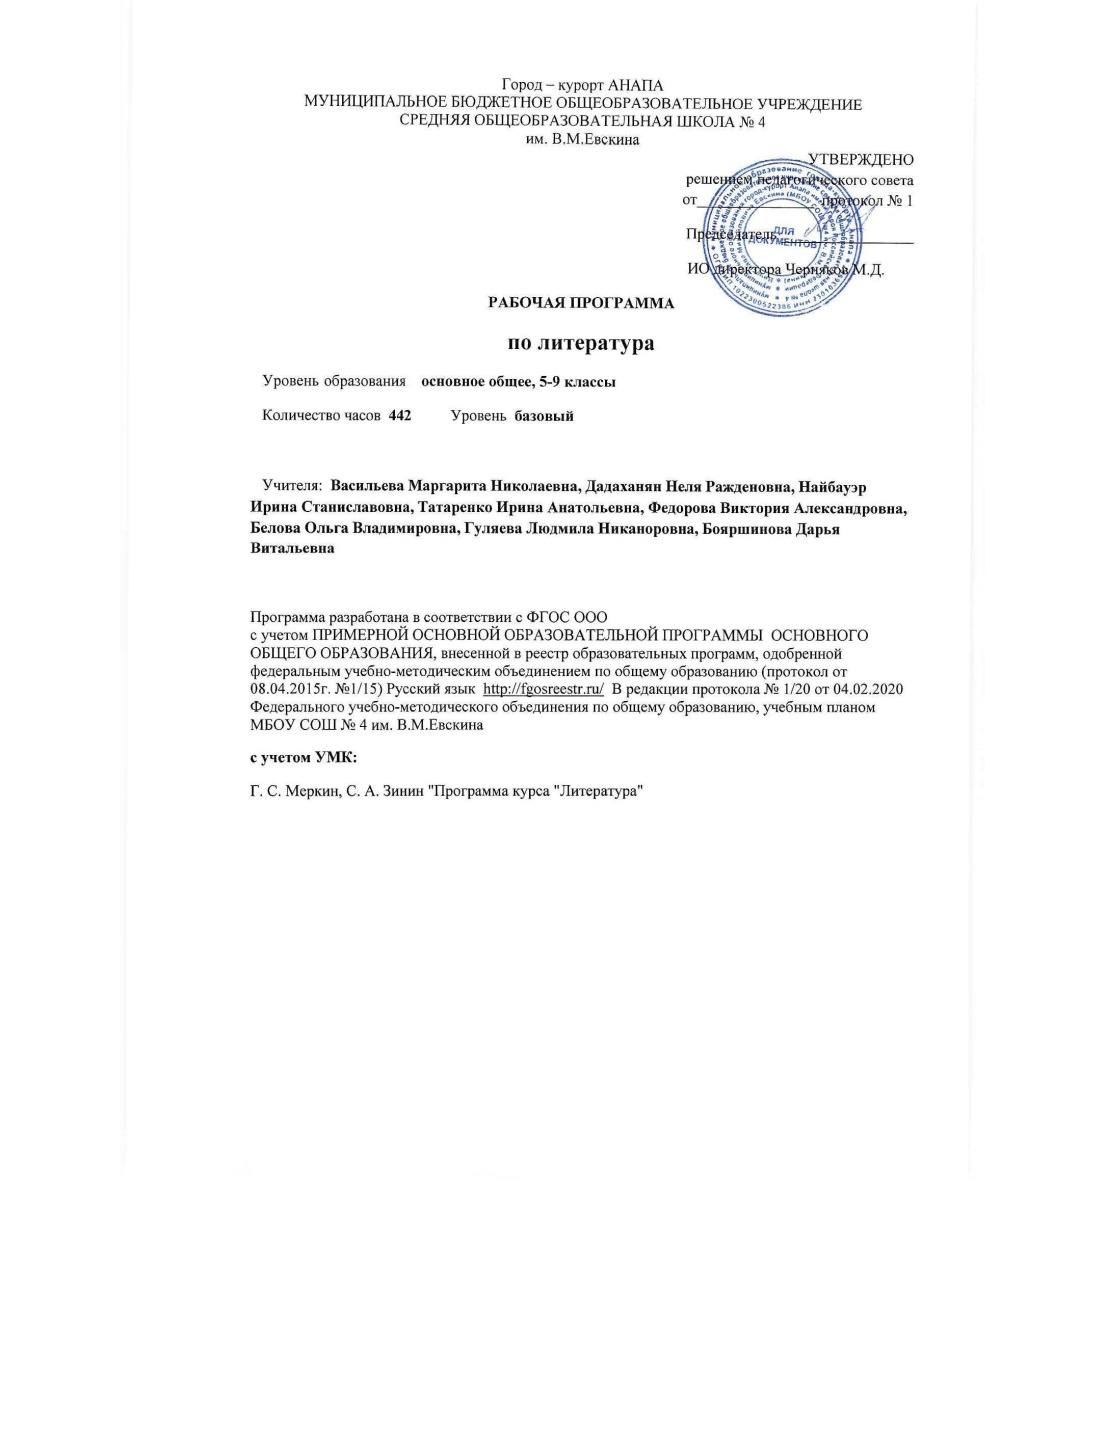 Город – курорт АНАПА
МУНИЦИПАЛЬНОЕ БЮДЖЕТНОЕ ОБЩЕОБРАЗОВАТЕЛЬНОЕ УЧРЕЖДЕНИЕ
СРЕДНЯЯ ОБЩЕОБРАЗОВАТЕЛЬНАЯ ШКОЛА № 4
им. В.М.Евскина
УТВЕРЖДЕНО
решением педагогического совета
от________________протокол № 1
Председатель__________________
ИО директора Черняков М.Д.
ДЛЯ
ДОКУМЕНТОВ
РАБОЧАЯ ПРОГРАММА
по литература
Уровень образования основное общее, 5-9 классы
Количество часов 442 Уровень базовый
Учителя: Васильева Маргарита Николаевна, Дадаханян Неля Ражденовна, Найбауэр
Ирина Станиславовна, Татаренко Ирина Анатольевна, Федорова Виктория Александровна,
Белова Ольга Владимировна, Гуляева Людмила Никаноровна, Бояршинова Дарья
Витальевна
Программа разработана в соответствии с ФГОС ООО
с учетом ПРИМЕРНОЙ ОСНОВНОЙ ОБРАЗОВАТЕЛЬНОЙ ПРОГРАММЫ ОСНОВНОГО
ОБЩЕГО ОБРАЗОВАНИЯ, внесенной в реестр образовательных программ, одобренной
федеральным учебно-методическим объединением по общему образованию (протокол от
08.04.2015г. №1/15) Русский язык http://fgosreestr.ru/ В редакции протокола № 1/20 от 04.02.2020
Федерального учебно-методического объединения по общему образованию, учебным планом
МБОУ СОШ № 4 им. В.М.Евскина
с учетом УМК:
Г. С. Меркин, С. А. Зинин "Программа курса "Литература"